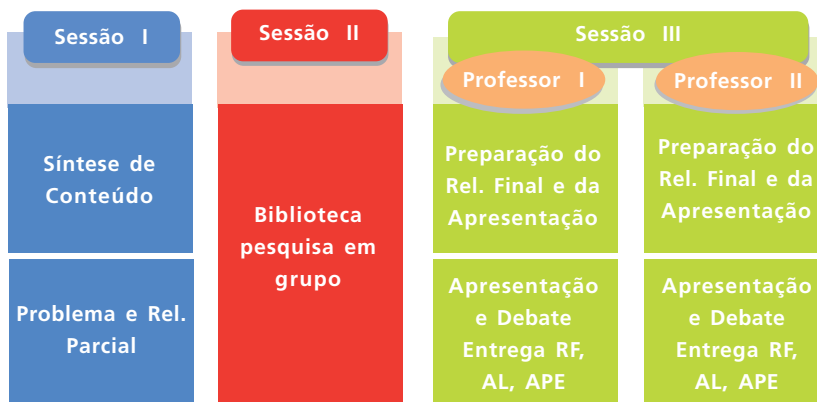 Sessão I
Síntese de
Conteúdo
Problema e Rel.
Parcial
Sessão II
Biblioteca
pesquisa em
grupo
Sessão III
Professor I
Preparação do
Rel. Final e da
Apresentação
Apresentação
e Debate
Entrega RF,
AL, APE
Professor II
Preparação do
Rel. Final e da
Apresentação
Apresentação
e Debate
Entrega RF,
AL, APE